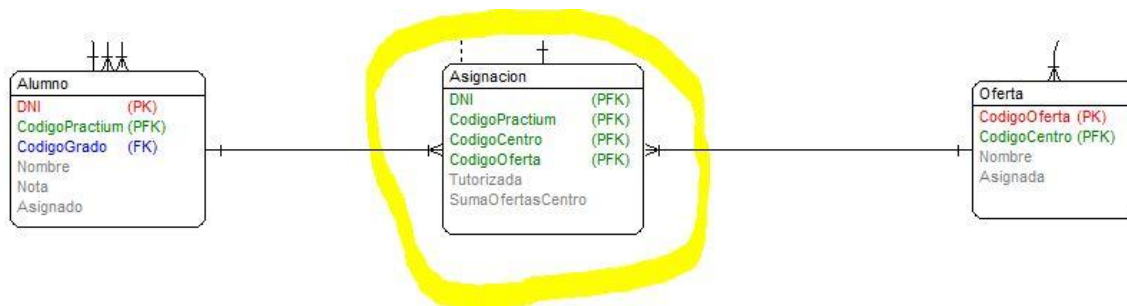 Alumno
DNI (PK)
CodigoPractium (PFK)
CodigoGrado (FK)
Nombre
Nota
Asignado
Asignacion
DNI (PFK)
CodigoPractium (PFK)
CodigoCentro (PFK)
CodigoOferta (PFK)
Tutorizada
SumaOfertasCentro
Oferta
CodigoOferta (PK)
CodigoCentro (PFK)
Nombre
Asignada